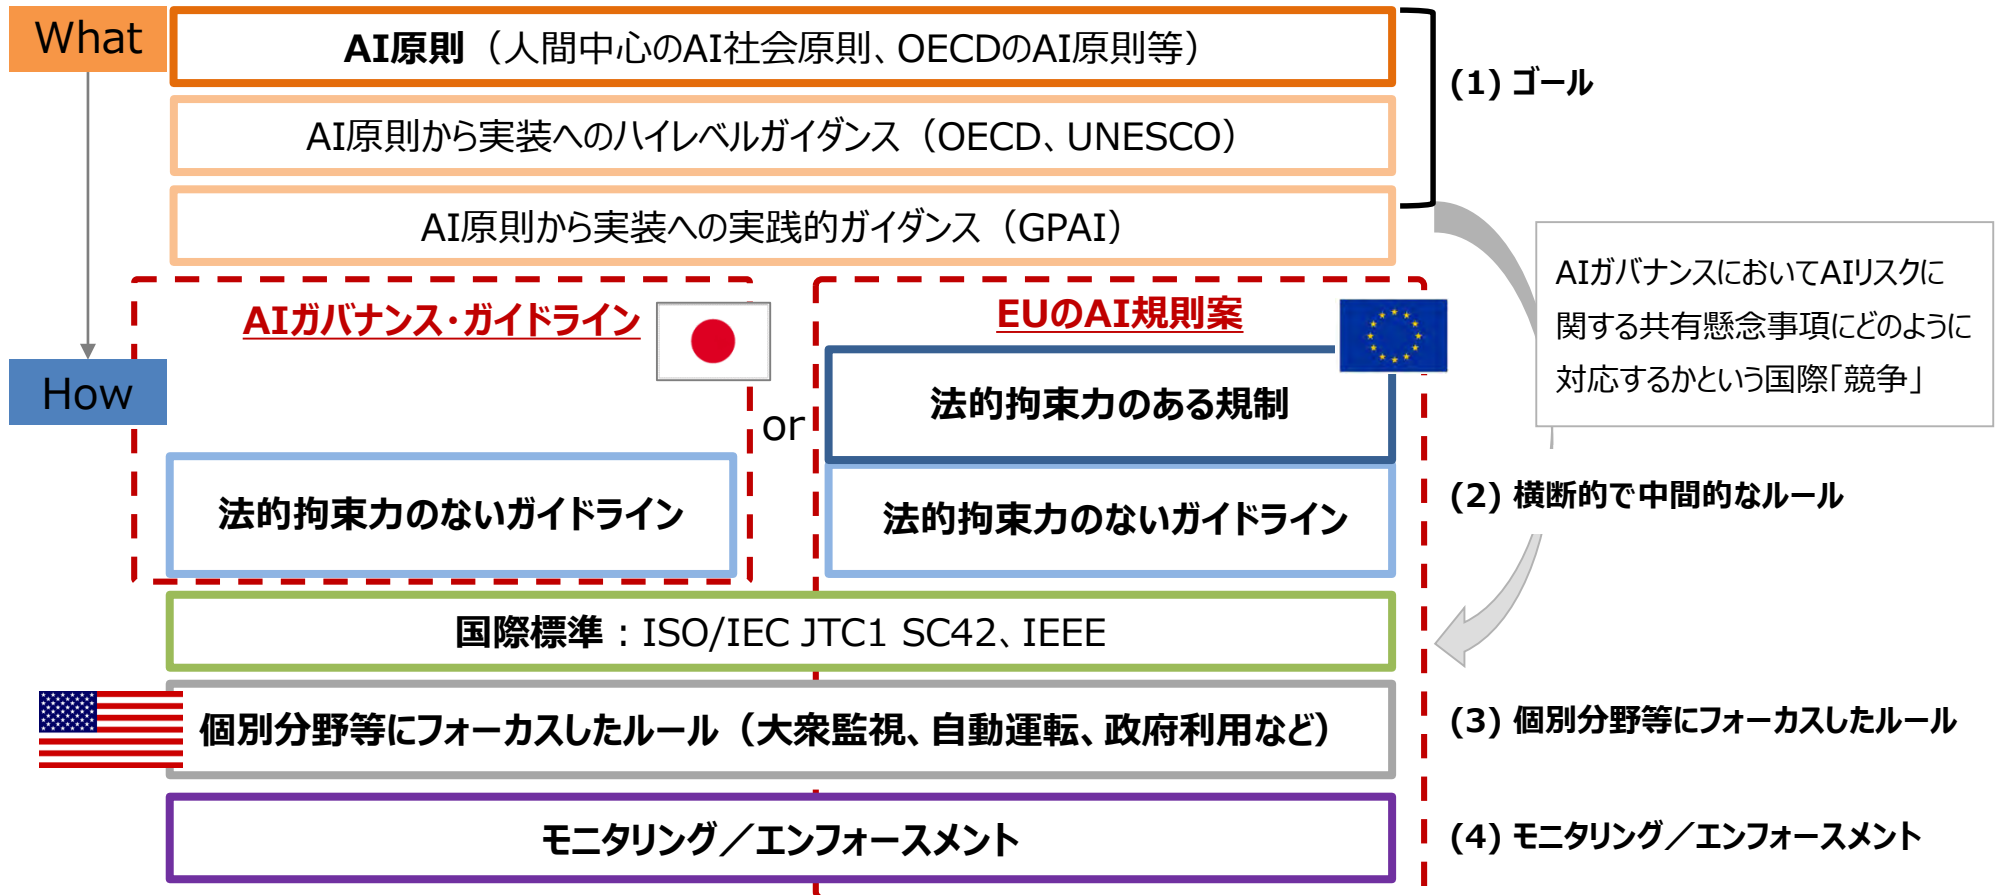 What
AI原則（人間中心のAI社会原則、OECDのAI原則等）
(1) ゴール
AI原則から実装へのハイレベルガイダンス（OECD、UNESCO）
AI原則から実装への実践的ガイダンス（GPAI）
AIガバナンスにおいてAIリスクに
関する共有懸念事項にどのように
対応するかという国際「競争」
AIガバナンス・ガイドライン
EUのAI規則案
How
or
法的拘束力のある規制
法的拘束力のないガイドライン
法的拘束力のないガイドライン
(2) 横断的で中間的なルール
国際標準：ISO/IEC JTC1 SC42、IEEE
個別分野等にフォーカスしたルール（大衆監視、自動運転、政府利用など）
(3) 個別分野等にフォーカスしたルール
モニタリング／エンフォースメント
(4) モニタリング／エンフォースメント